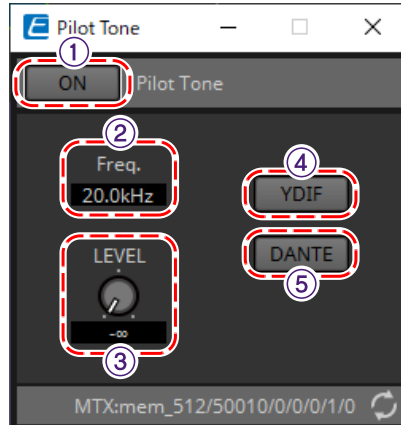 Pilot Tone
①
ON Pilot Tone
②
Freq.
20.0kHz
④
YDIF
LEVEL
DANTE
⑤
-∞
③
MTX:mem_512/50010/0/0/0/1/0